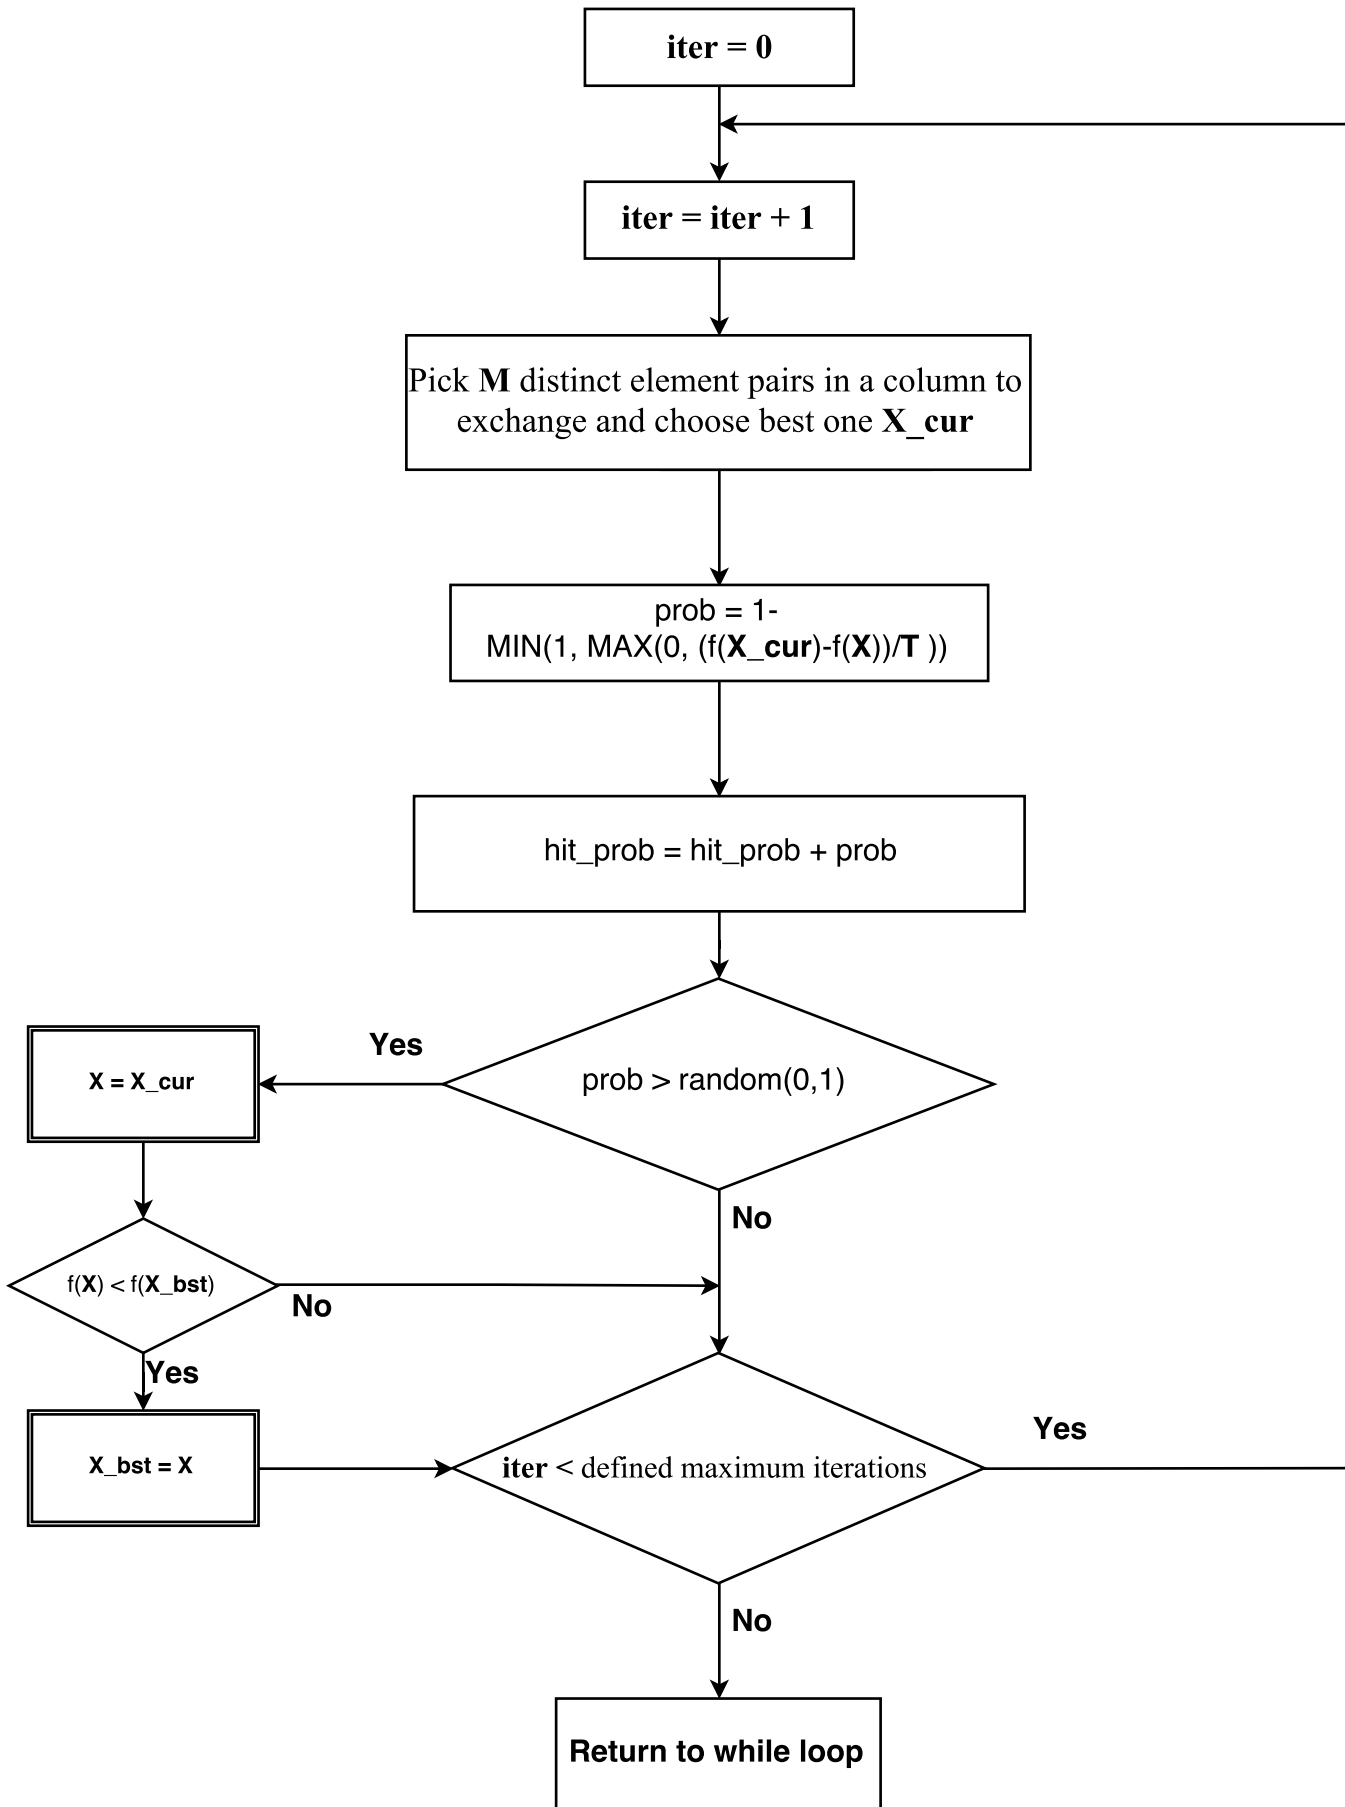 iter = 0
iter = iter + 1
Pick M distinct element pairs in a column to
exchange and choose best one X_cur
prob = 1-
MIN(1, MAX(0, (f(X_cur)-f(X))/T ))
hit_prob = hit_prob + prob
Yes
X = X_cur
prob > random(0,1)
No
f(X) < f(X_bst)
No
Yes
Yes
X_bst = X
iter < defined maximum iterations
No
Return to while loop